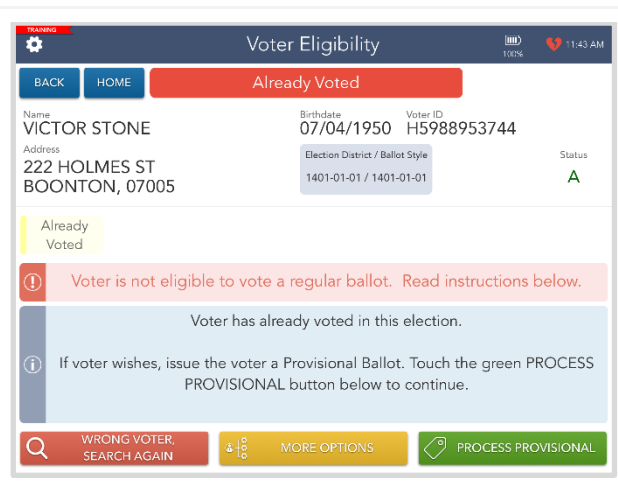 TRAINING
Voter Eligibility
100%
11:43 AM
BACK
HOME
Already Voted
Name
VICTOR STONE
Birthdate
07/04/1950
Voter ID
H5988953744
Address
222 HOLMES ST
BOONTON, 07005
Election District / Ballot Style
1401-01-01 / 1401-01-01
Status
A
Already
Voted
Voter is not eligible to vote a regular ballot. Read instructions below.
Voter has already voted in this election.
If voter wishes, issue the voter a Provisional Ballot. Touch the green PROCESS
PROVISIONAL button below to continue.
WRONG VOTER,
SEARCH AGAIN
MORE OPTIONS
PROCESS PROVISIONAL